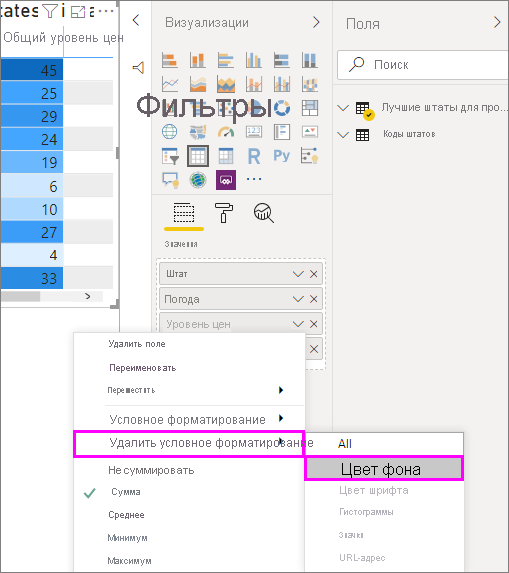 tates
i
a
Общий уровень цен
45
25
29
24
19
6
10
27
4
33
Визуализации
Фильтры
123
R
Py
Значения
Штат
Погода
Уровень цен
Поля
Поиск
Лучшие штаты для про...
Коды штатов
Удалить поле
Переименовать
Переместить
Условное форматирование
Удалить условное форматирование
Не суммировать
Сумма
Среднее
Минимум
Максимум
All
Цвет фона
Цвет шрифта
Гистограммы
Значки
URL-адрес